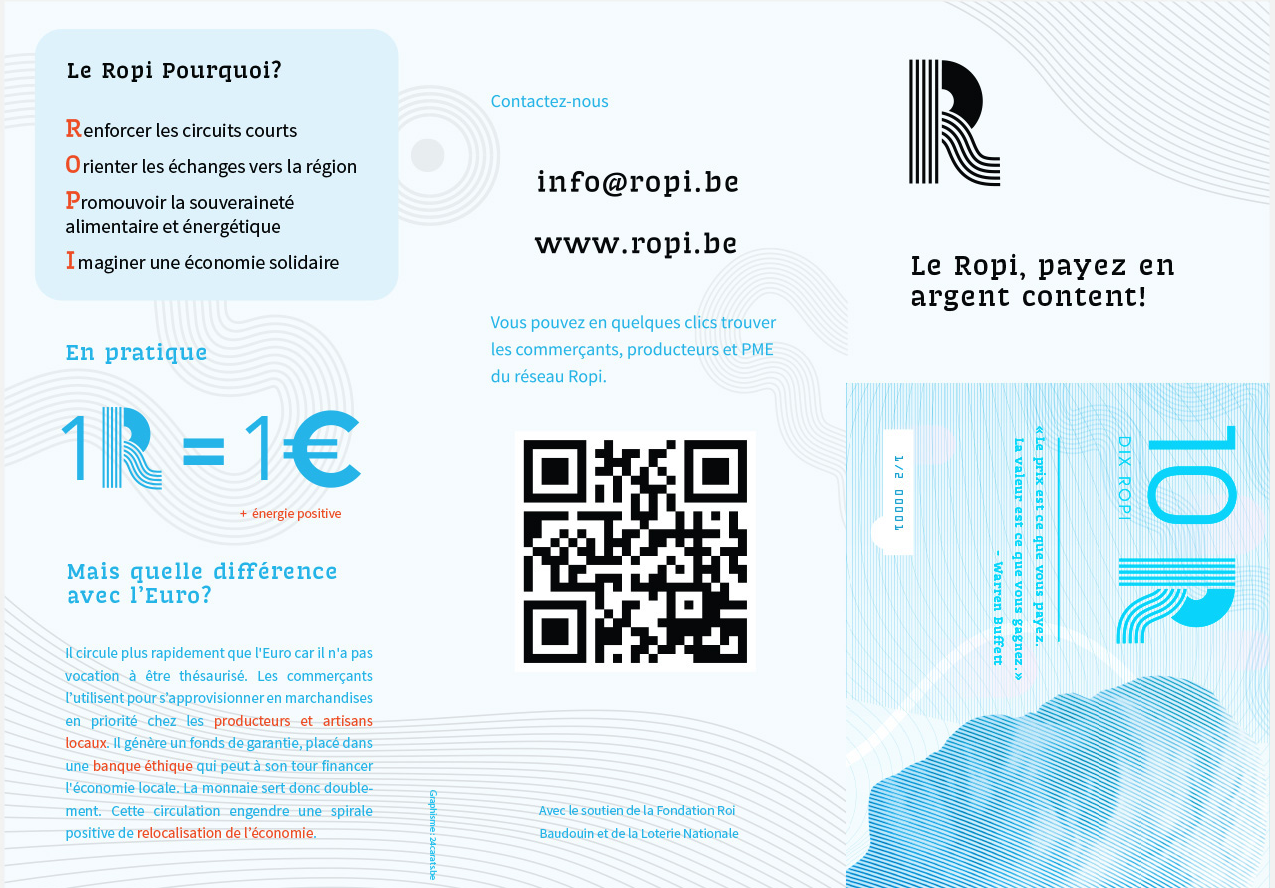 Le Ropi Pourquoi?
Renforcer les circuits courts
Orienter les échanges vers la région
Promouvoir la souveraineté
alimentaire et énergétique
Imaginer une économie solidaire
En pratique
1R = 1€
+ énergie positive
Mais quelle différence
avec l'Euro?
Il circule plus rapidement que l'Euro car il n'a pas
vocation à être thésaurisé. Les commerçants
l'utilisent pour s'approvisionner en marchandises
en priorité chez les producteurs et artisans
locaux. Il génère un fonds de garantie, placé dans
une banque éthique qui peut à son tour financer
l'économie locale. La monnaie sert donc double-
ment. Cette circulation engendre une spirale
positive de relocalisation de l'économie.
Graphisme : 24carats.be
Contactez-nous
info@ropi.be
www.ropi.be
Vous pouvez en quelques clics trouver
les commerçants, producteurs et PME
du réseau Ropi.
Avec le soutien de la Fondation Roi
Baudouin et de la Loterie Nationale
R
Le Ropi, payez en
argent content!
10 R
DIX ROPI
« Le prix est ce que vous payez.
La valeur est ce que vous gagnez.»
- Warren Buffett
1/2 00001